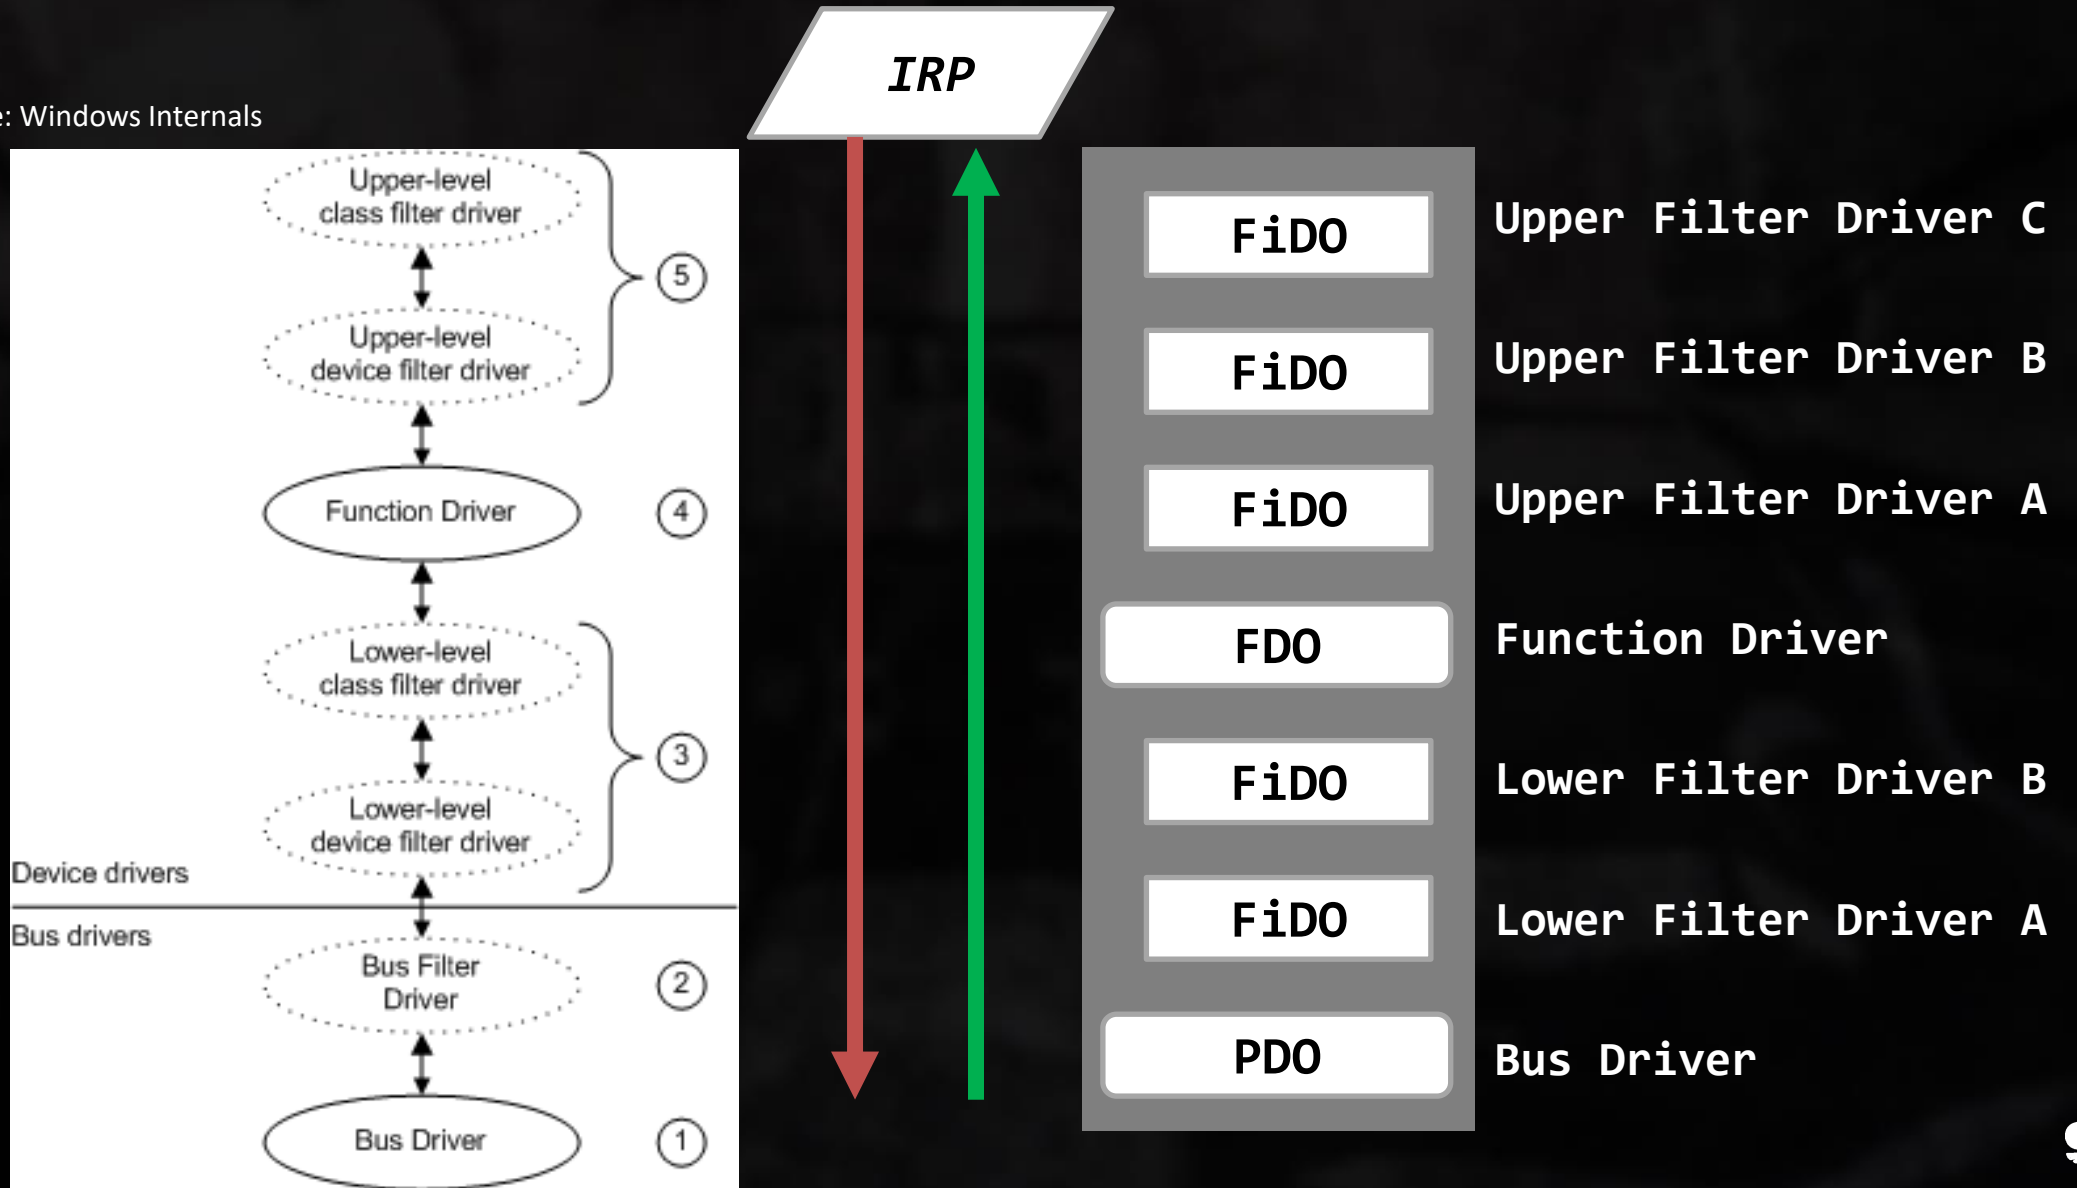 IRP
: Windows Internals
Upper-level
class filter driver
5
Upper-level
device filter driver
Function Driver
4
Lower-level
class filter driver
3
Lower-level
device filter driver
Device drivers
Bus drivers
Bus Filter
Driver
2
Bus Driver
1
FiDO
Upper Filter Driver C
FiDO
Upper Filter Driver B
FiDO
Upper Filter Driver A
FDO
Function Driver
FiDO
Lower Filter Driver B
FiDO
Lower Filter Driver A
PDO
Bus Driver